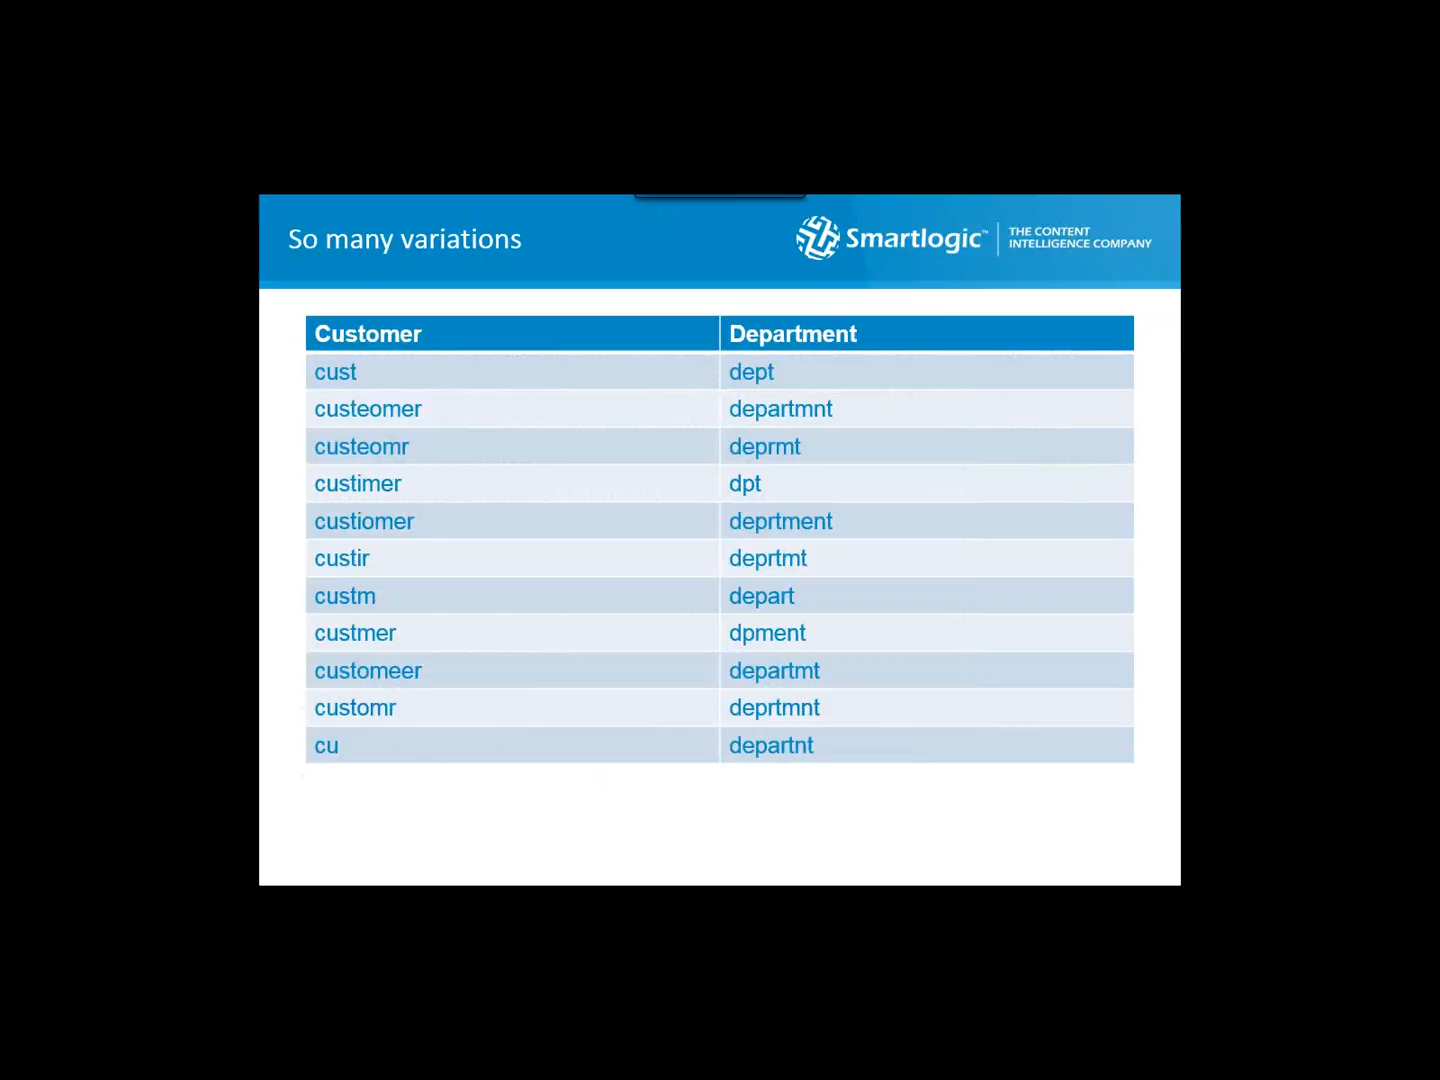 So many variations
Smartlogic™
THE CONTENT
INTELLIGENCE COMPANY
Customer Department
cust dept
custeomer departmnt
custeomr deprmt
custimer dpt
custiomer deprtment
custir deprtmt
custm depart
custmer dpment
customeer departmt
customr deprtmnt
cu departnt